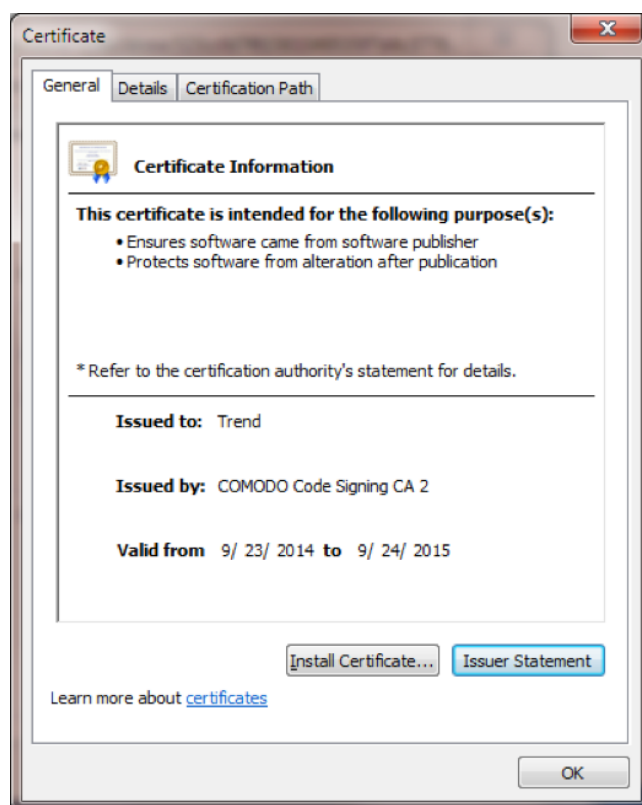 Certificate
General Details Certification Path
Certificate Information
This certificate is intended for the following purpose(s):
• Ensures software came from software publisher
• Protects software from alteration after publication
* Refer to the certification authority's statement for details.
Issued to: Trend
Issued by: COMODO Code Signing CA 2
Valid from 9/ 23/ 2014 to 9/ 24/ 2015
Install Certificate... Issuer Statement
Learn more about certificates
OK